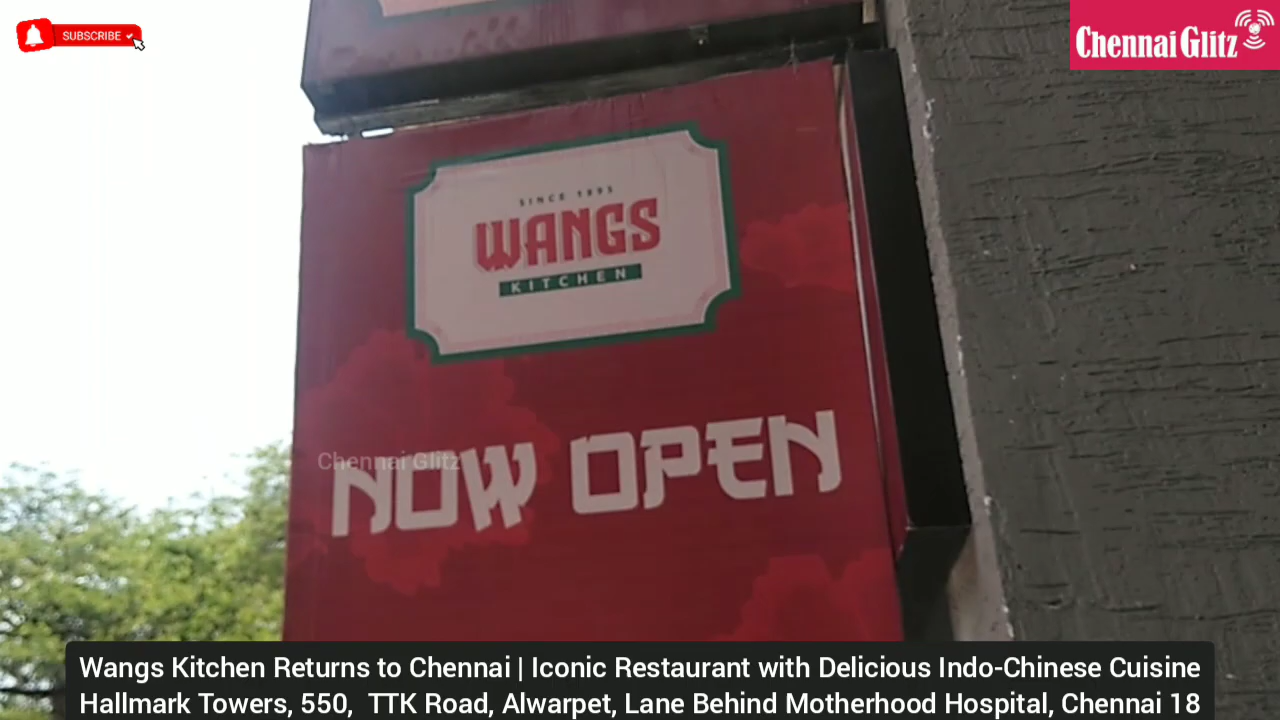 SUBSCRIBE
Chennai Glitz
SINCE 1995
WANGS
KITCHEN
Chennai Glitz
NOW OPEN
Wangs Kitchen Returns to Chennai | Iconic Restaurant with Delicious Indo-Chinese Cuisine
Hallmark Towers, 550, TTK Road, Alwarpet, Lane Behind Motherhood Hospital, Chennai 18